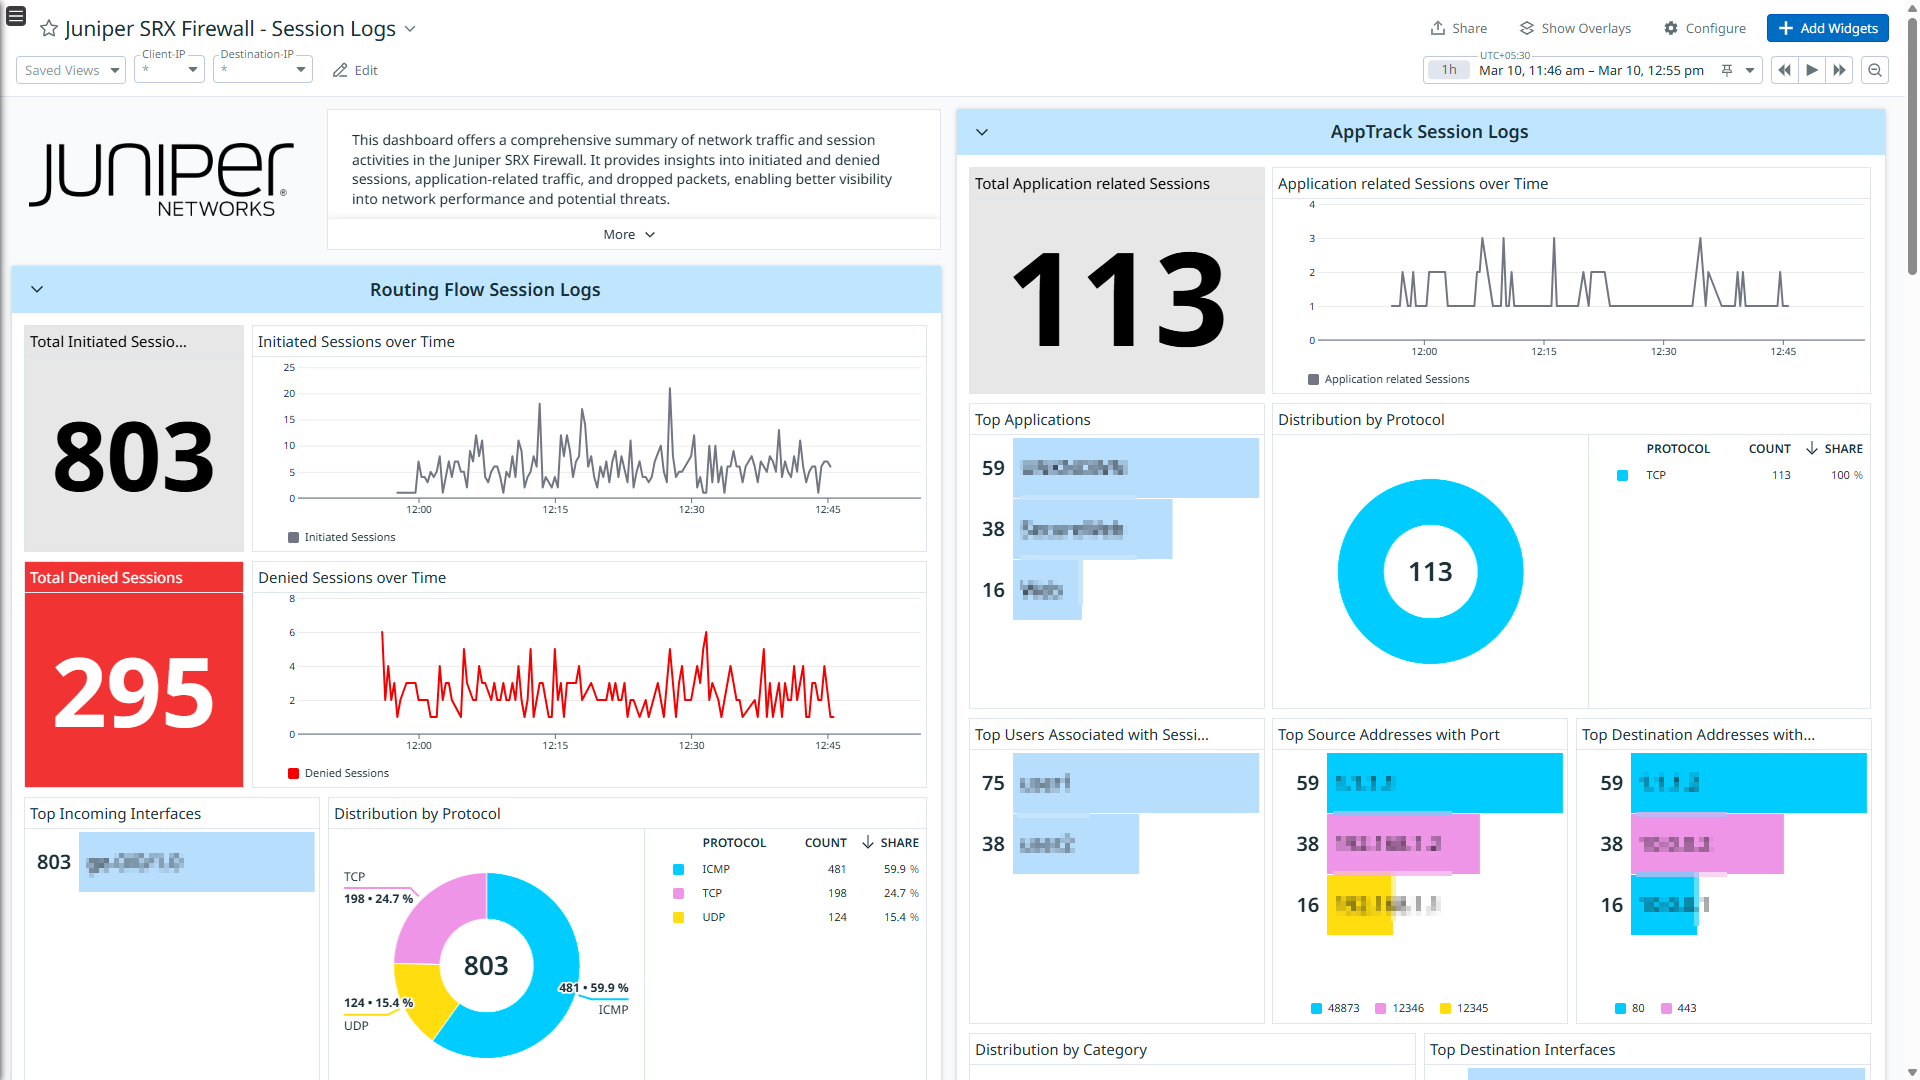 Juniper SRX Firewall - Session Logs
Share
Show Overlays
Configure
Add Widgets
Saved Views
Client-IP
*
Destination-IP
*
Edit
UTC+05:30
1h
Mar 10, 11:46 am – Mar 10, 12:55 pm
JUNIPER®
NETWORKS
This dashboard offers a comprehensive summary of network traffic and session
activities in the Juniper SRX Firewall. It provides insights into initiated and denied
sessions, application-related traffic, and dropped packets, enabling better visibility
into network performance and potential threats.
More
Routing Flow Session Logs
Total Initiated Sessio...
803
Initiated Sessions over Time
25
20
15
10
5
0
12:00
12:15
12:30
12:45
Initiated Sessions
Total Denied Sessions
295
Denied Sessions over Time
8
6
4
2
0
12:00
12:15
12:30
12:45
Denied Sessions
Top Incoming Interfaces
803
Distribution by Protocol
TCP
198 • 24.7 %
124 • 15.4 %
UDP
803
481 • 59.9 %
ICMP
PROTOCOL COUNT SHARE
ICMP 481 59.9 %
TCP 198 24.7 %
UDP 124 15.4 %
AppTrack Session Logs
Total Application related Sessions
113
Application related Sessions over Time
4
3
2
1
0
12:00
12:15
12:30
12:45
Application related Sessions
Top Applications
59
38
16
Distribution by Protocol
113
PROTOCOL COUNT SHARE
TCP 113 100 %
Top Users Associated with Sessi...
75
38
Top Source Addresses with Port
59
38
16
48873
12346
12345
Top Destination Addresses with...
59
38
16
80
443
Distribution by Category
Top Destination Interfaces